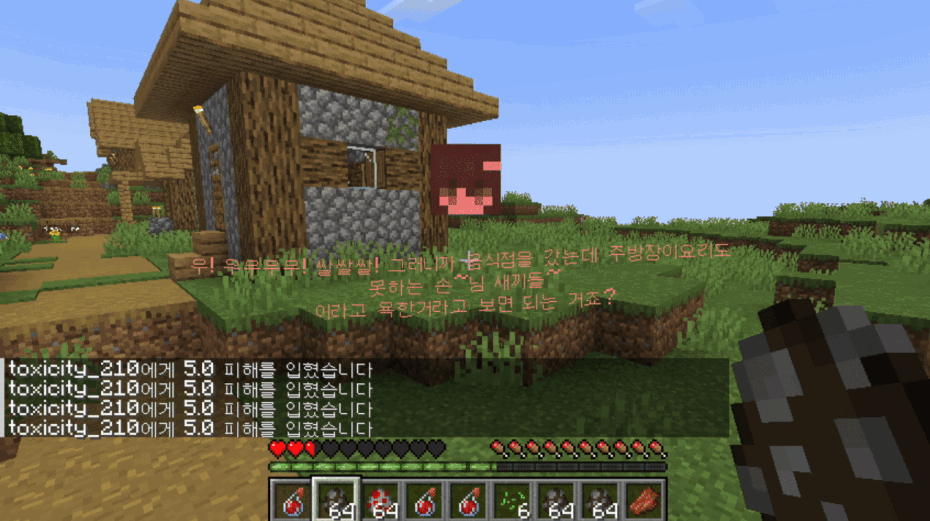 우! 우우우우! 쌀쌀쌀! 그러니까 음식점을 갔는데 주방장이요리도
못하는 손~님 새끼들~
이라고 욕한거라고 보면 되는 거죠?
toxicity_210에게 5.0 피해를 입혔습니다
toxicity_210에게 5.0 피해를 입혔습니다
toxicity_210에게 5.0 피해를 입혔습니다
toxicity_210에게 5.0 피해를 입혔습니다
64
64
6
64
64